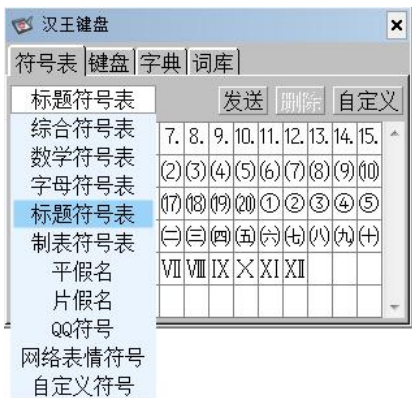 汉王键盘
符号表 键盘 字典 词库
标题符号表 发送 删除 自定义
综合符号表 7. 8. 9. 10. 11. 12. 13. 14. 15.
数学符号表
字母符号表 (2) (3) (4) (5) (6) (7) (8) (9) (10)
标题符号表 (17) (18) (19) (20) ① ② ③ ④ ⑤
制表符号表 ㈡ ㈢ ㈣ ㈤ ㈥ ㈦ ㈧ ㈨ ㈩
平假名 Ⅶ Ⅷ Ⅸ Ⅹ Ⅺ Ⅻ
片假名
QQ符号
网络表情符号
自定义符号